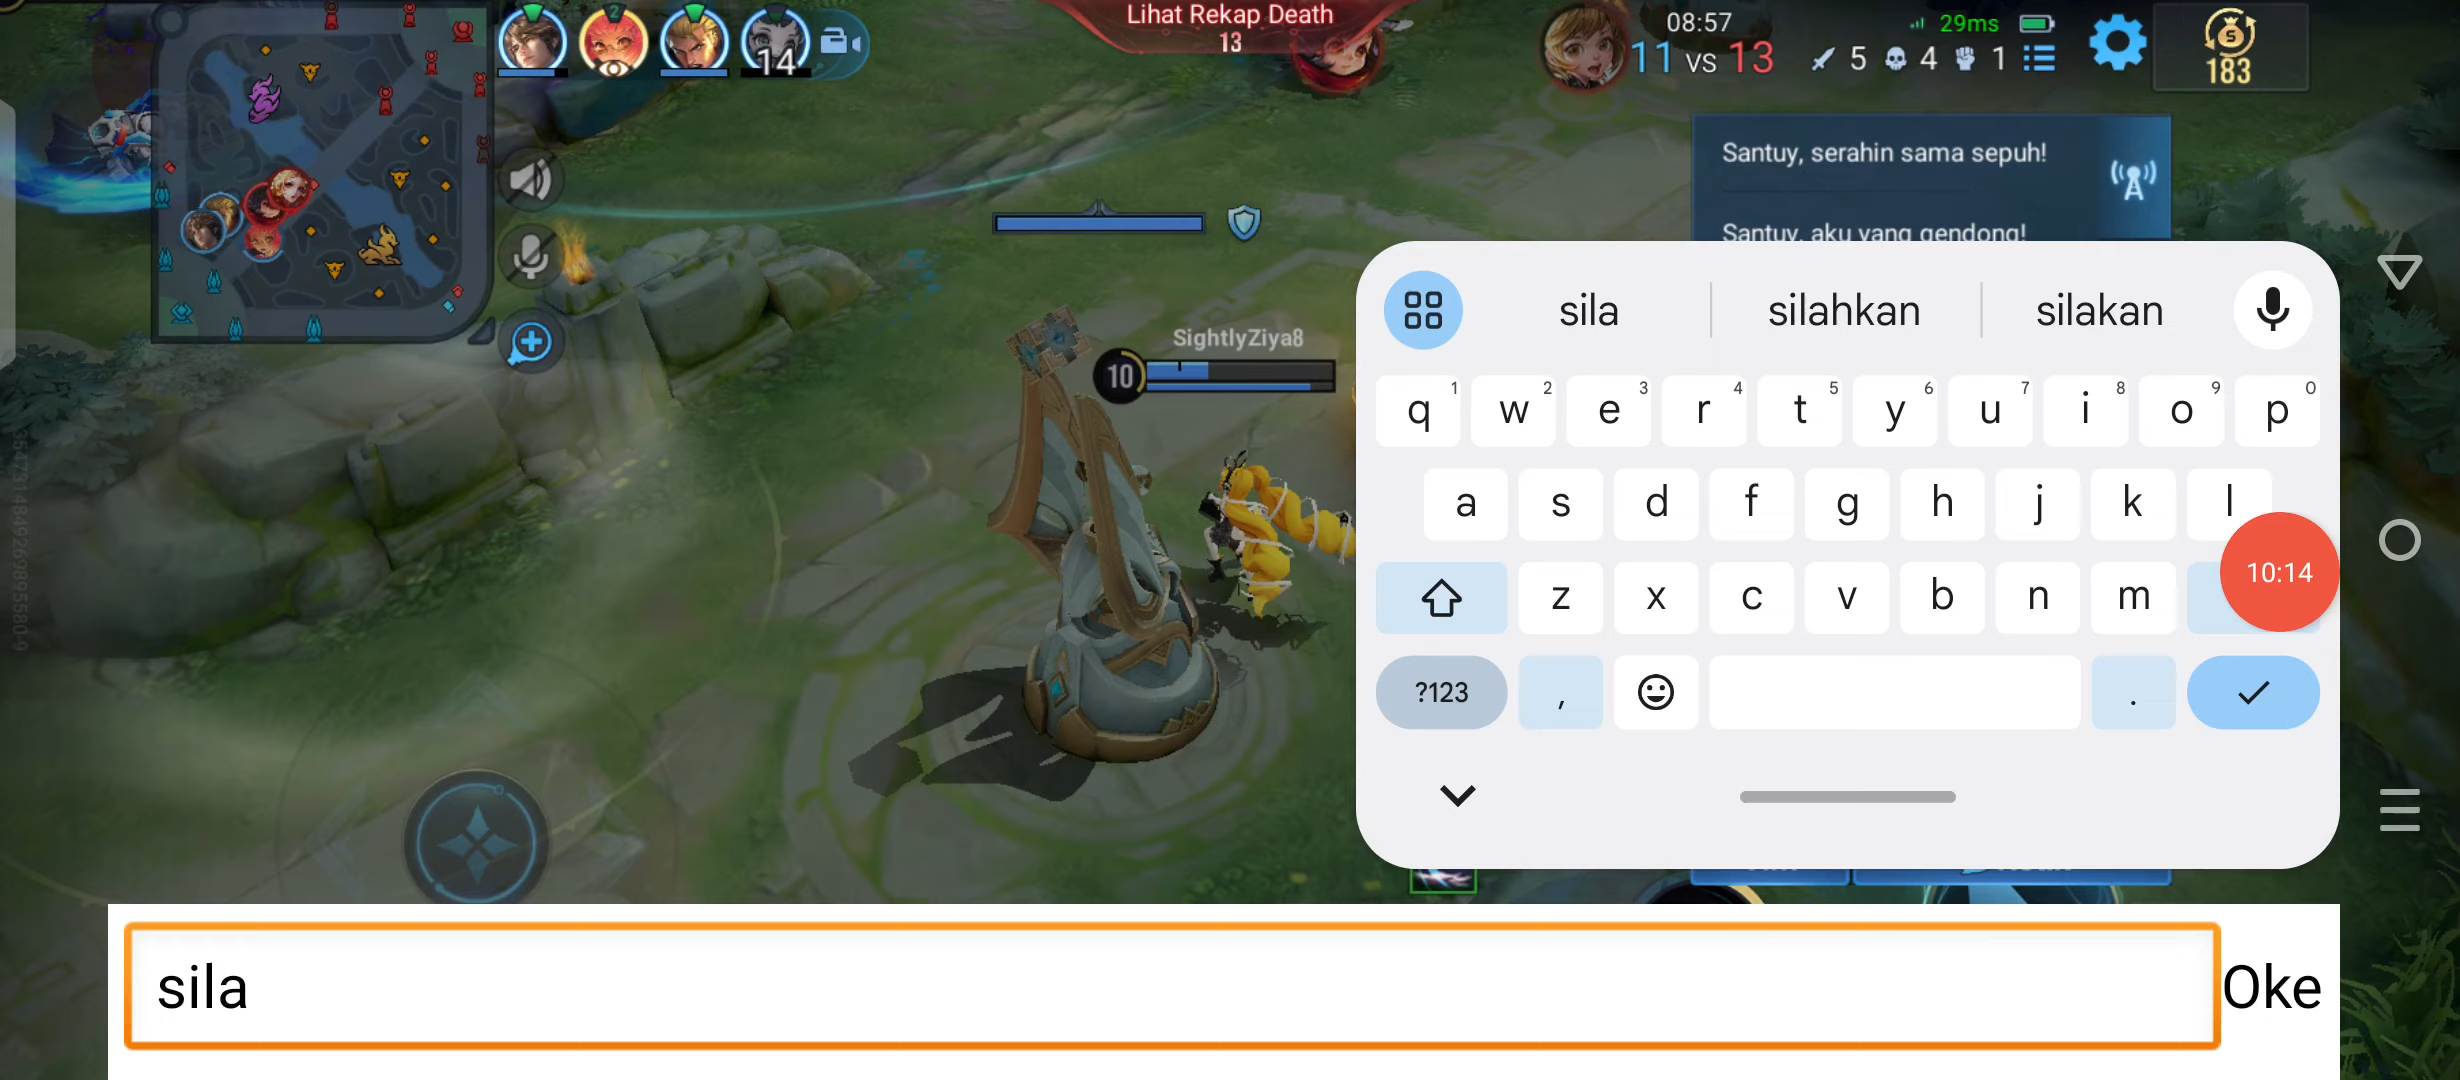 Lihat Rekap Death
13
2
14
08:57
29ms
11 vs 13
5 4 1
183
Santuy, serahin sama sepuh!
Santuy, aku yang gendong!
SightlyZiya8
10
sila silahkan silakan
q 1 w 2 e 3 r 4 t 5 y 6 u 7 i 8 o 9 p 0
a s d f g h j k l
z x c v b n m
10:14
?123 , .
sila
Oke